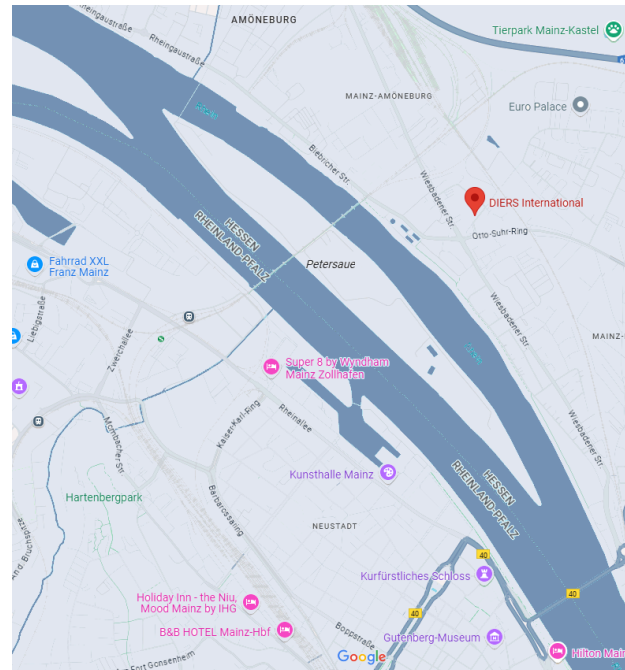 AMÖNEBURG
Tierpark Mainz-Kastel
Rheingaustraße
Rheingaustraße
MAINZ-AMÖNEBURG
Euro Palace
Biebricher Str.
Wiesbadener Str.
DIERS International
Otto-Suhr-Ring
HESSEN
RHEINLAND-PFALZ
Petersaue
Fahrrad XXL
Franz Mainz
Liebigstraße
Zwerchallee
Wiesbadener Str.
MAINZ-
Super 8 by Wyndham
Mainz Zollhafen
Kaiser-Karl-Ring
Rheinallee
Mombacher Str.
Wiesbadener Str.
Kunsthalle Mainz
HESSEN
RHEINLAND-PFALZ
Hartenbergpark
Barbarossaring
NEUSTADT
40
Kurfürstliches Schloss
40
Holiday Inn - the Niu,
Mood Mainz by IHG
B&B HOTEL Mainz-Hbf
Boppstraße
Gutenberg-Museum
Google
Hilton Main
Fort Gonsenheim